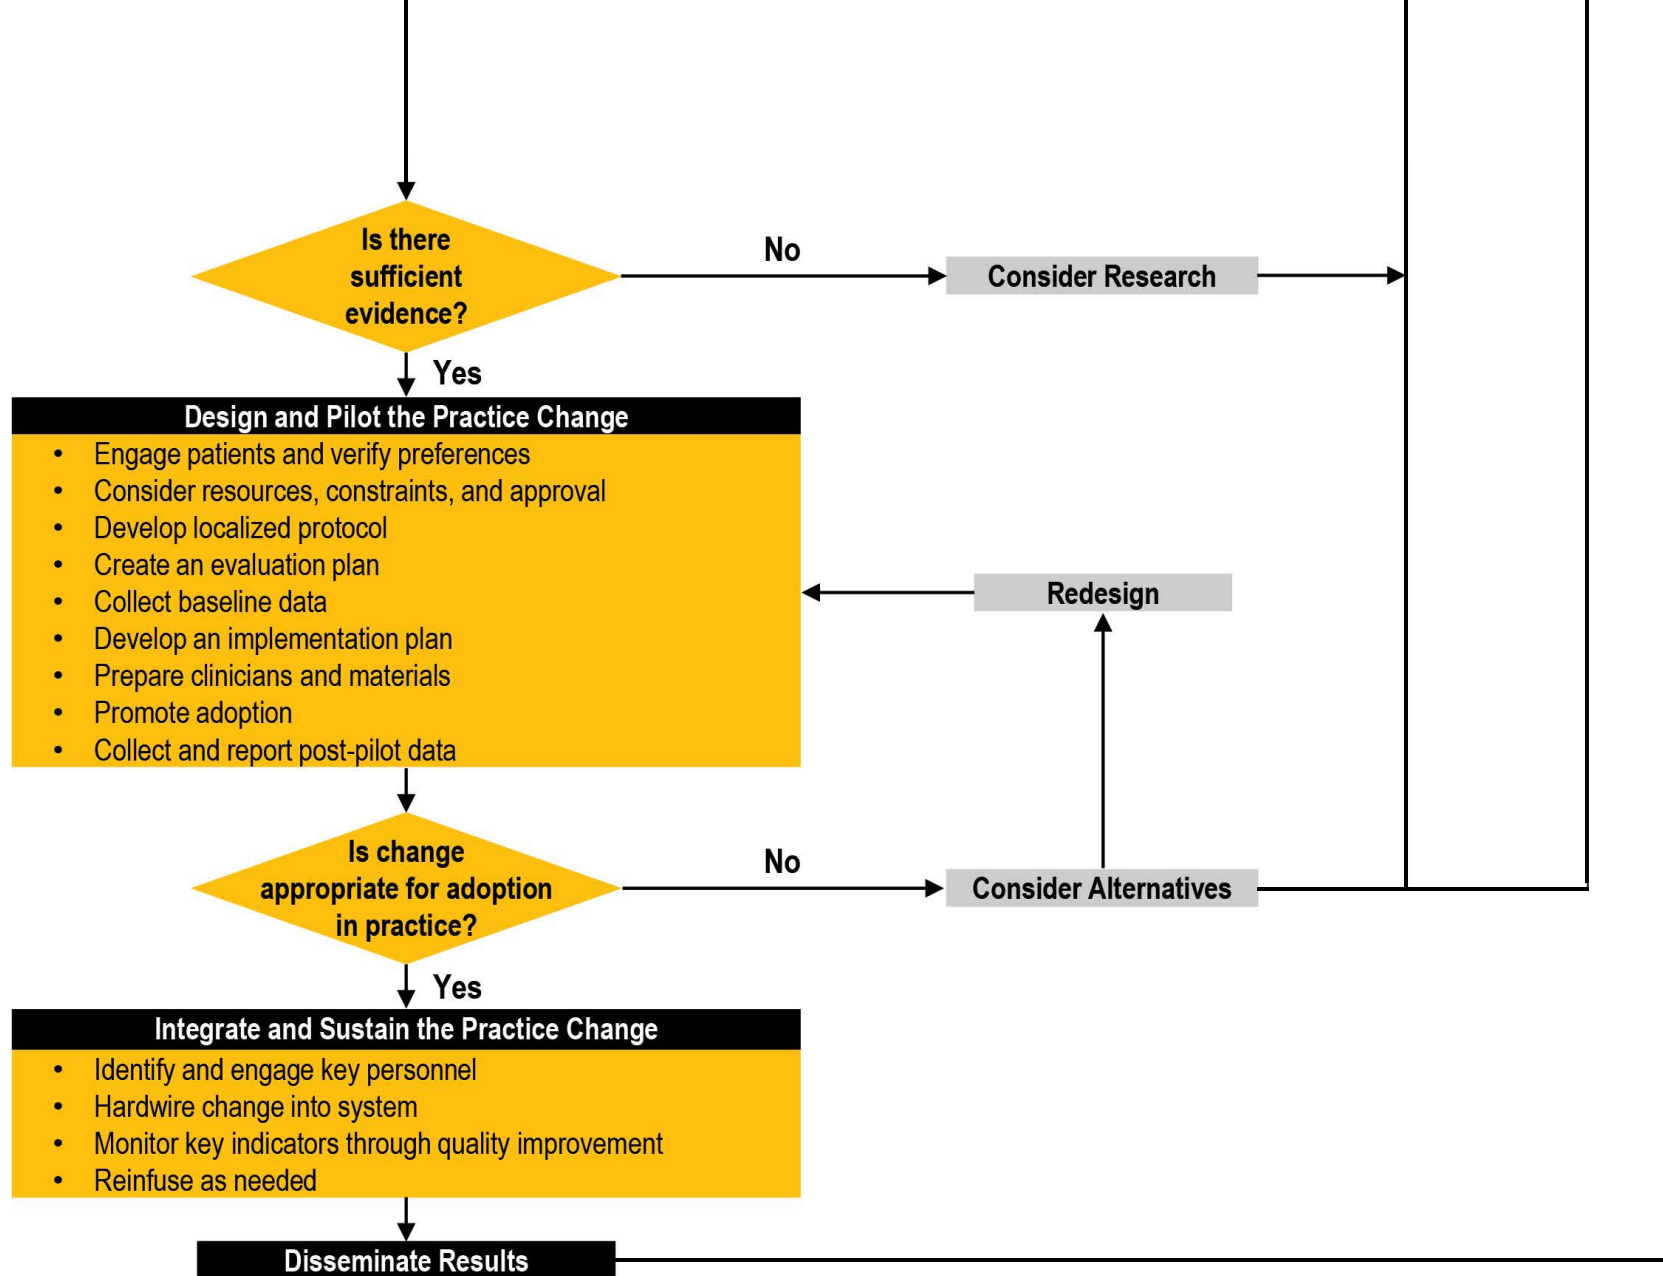 Is there
sufficient
evidence?
No
Consider Research
Yes
Design and Pilot the Practice Change
• Engage patients and verify preferences
• Consider resources, constraints, and approval
• Develop localized protocol
• Create an evaluation plan
• Collect baseline data
• Develop an implementation plan
• Prepare clinicians and materials
• Promote adoption
• Collect and report post-pilot data
Redesign
Is change
appropriate for adoption
in practice?
No
Consider Alternatives
Yes
Integrate and Sustain the Practice Change
• Identify and engage key personnel
• Hardwire change into system
• Monitor key indicators through quality improvement
• Reinfuse as needed
Disseminate Results